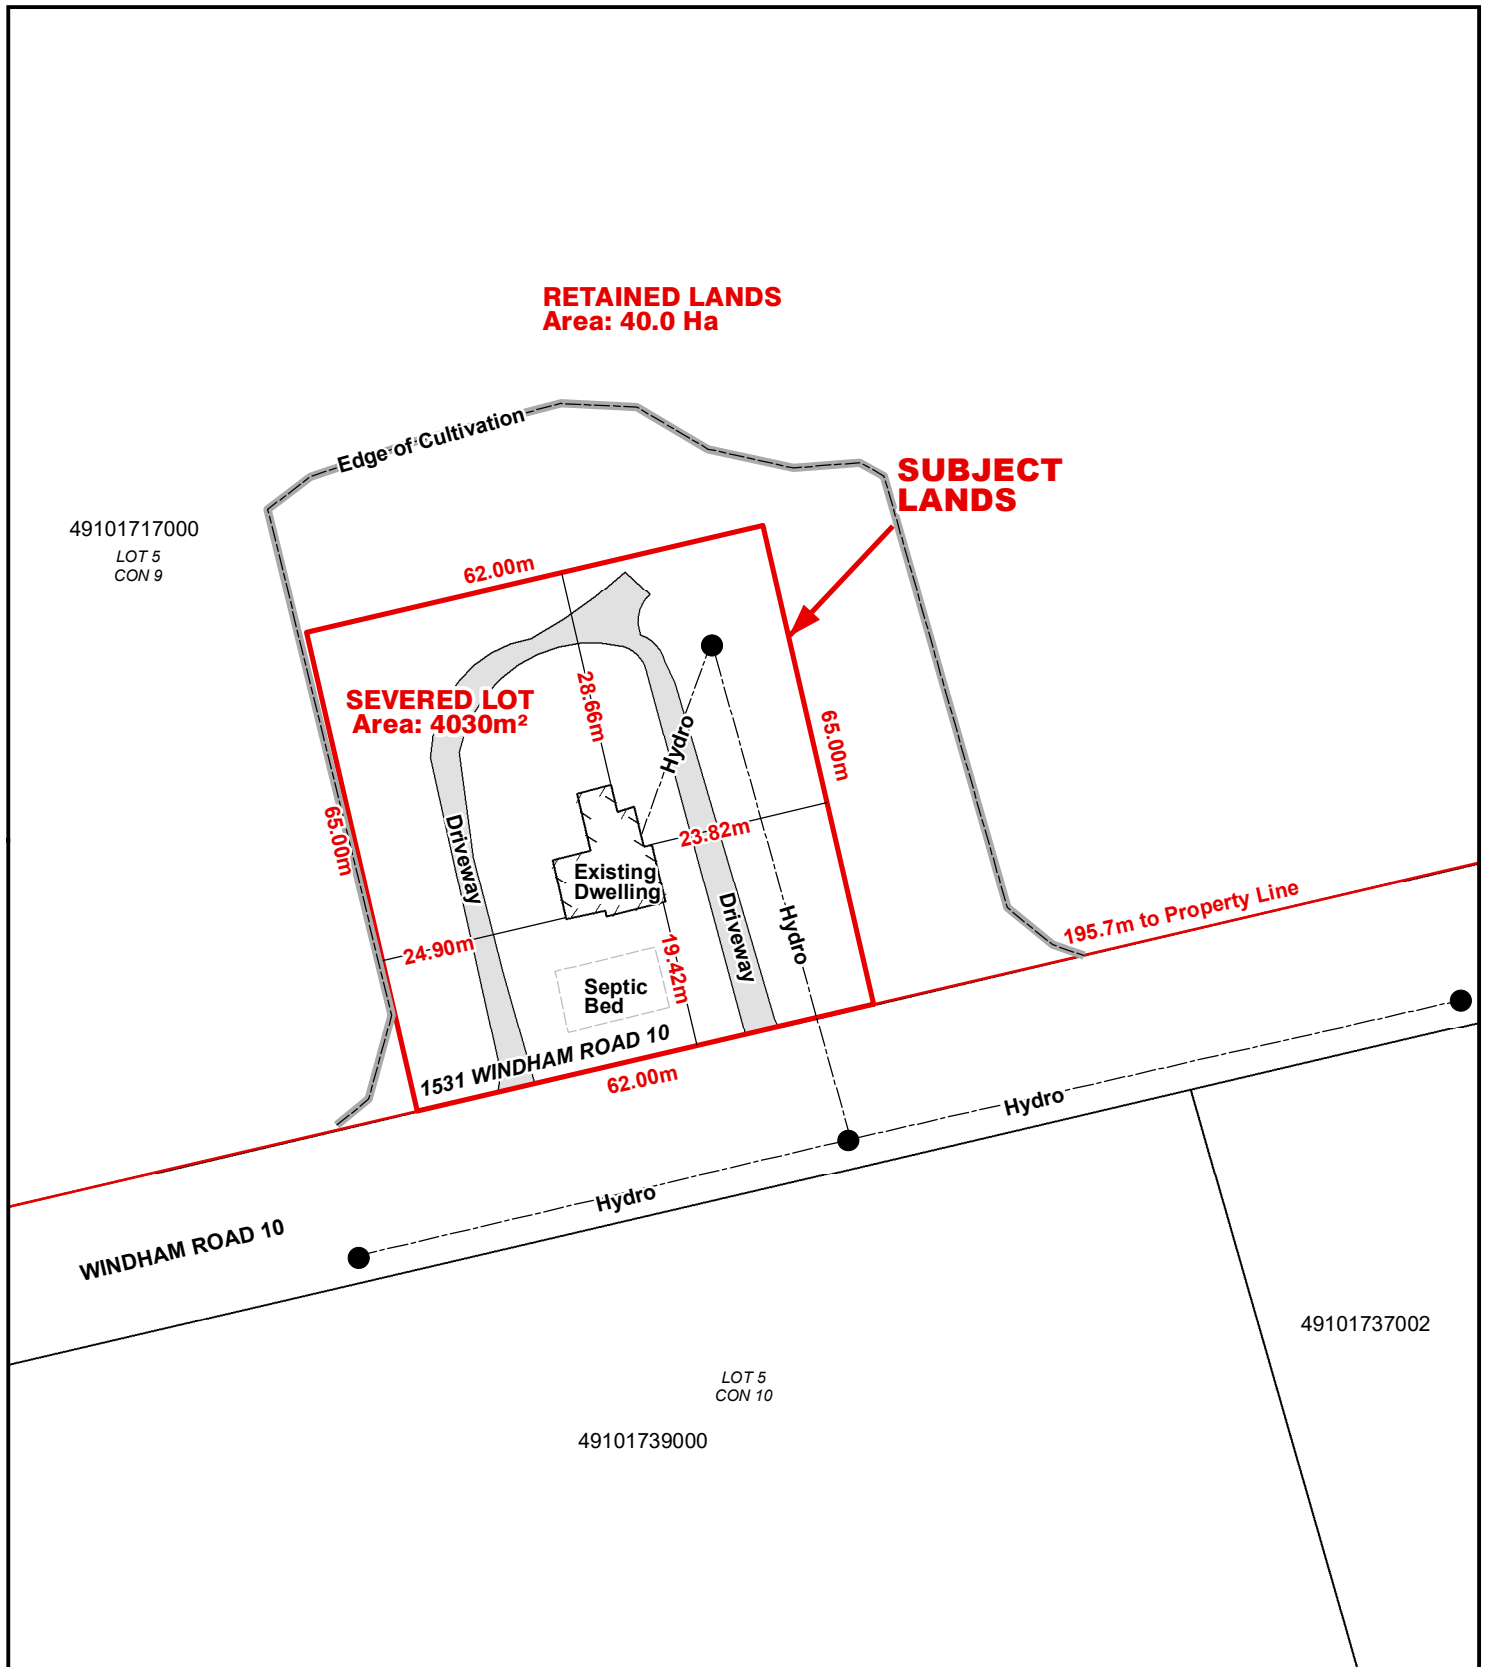 RETAINED LANDS
Area: 40.0 Ha
Edge of Cultivation
SUBJECT
LANDS
49101717000
LOT 5
CON 9
62.00m
SEVERED LOT
Area: 4030m²
28.66m
Hydro
65.00m
65.00m
Driveway
23.82m
Existing
Dwelling
Driveway
Hydro
195.7m to Property Line
24.90m
19.42m
Septic
Bed
1531 WINDHAM ROAD 10
62.00m
Hydro
Hydro
WINDHAM ROAD 10
49101737002
LOT 5
CON 10
49101739000